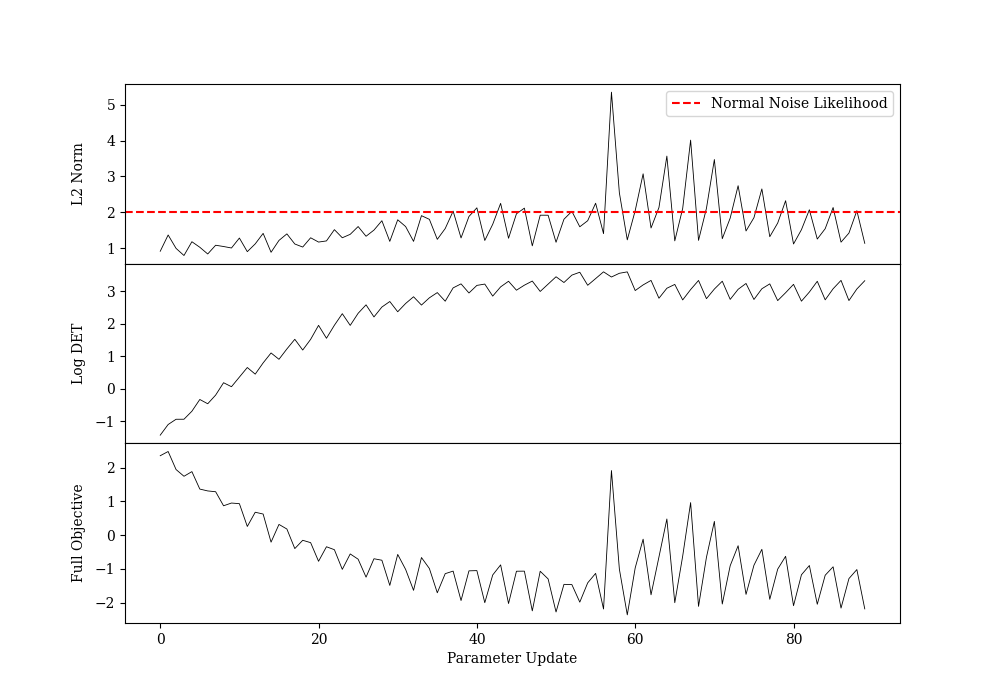 5
4
3
2
1
L2 Norm
Normal Noise Likelihood
3
2
1
0
−1
Log DET
2
1
0
−1
−2
Full Objective
0 20 40 60 80
Parameter Update